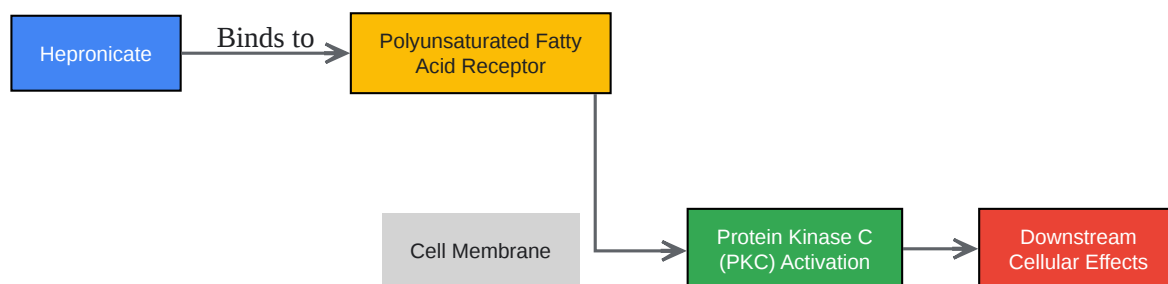 Hepronicate
Binds to
Polyunsaturated Fatty
Acid Receptor
Cell Membrane
Protein Kinase C
(PKC) Activation
Downstream
Cellular Effects